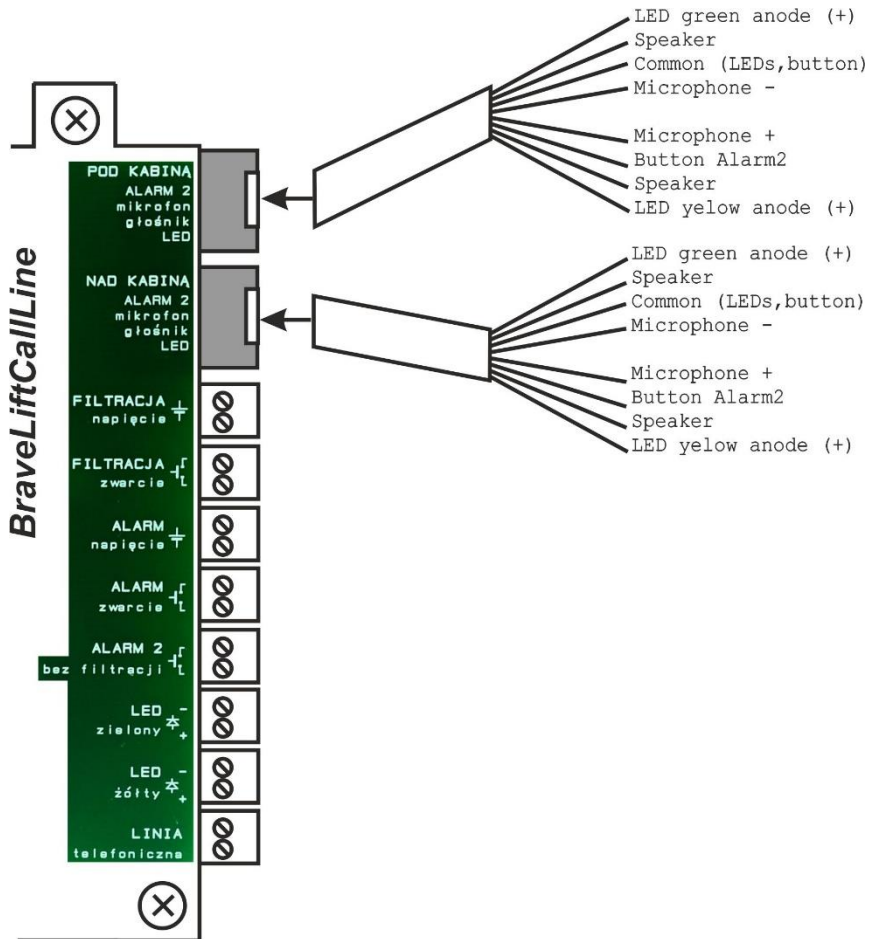 LED green anode (+)
Speaker
Common (LEDs,button)
Microphone -
Microphone +
Button Alarm2
Speaker
LED yelow anode (+)
POD KABINĄ
ALARM 2
mikrofon
głośnik
LED
LED green anode (+)
Speaker
Common (LEDs,button)
Microphone -
Microphone +
Button Alarm2
Speaker
LED yelow anode (+)
NAD KABINĄ
ALARM 2
mikrofon
głośnik
LED
BraveLiftCallLine
FILTRACJA
napięcie
FILTRACJA
zwarcie
ALARM
napięcie
ALARM
zwarcie
ALARM 2
bez filtracji
LED -
zielony +
LED -
żółty +
LINIA
telefoniczna